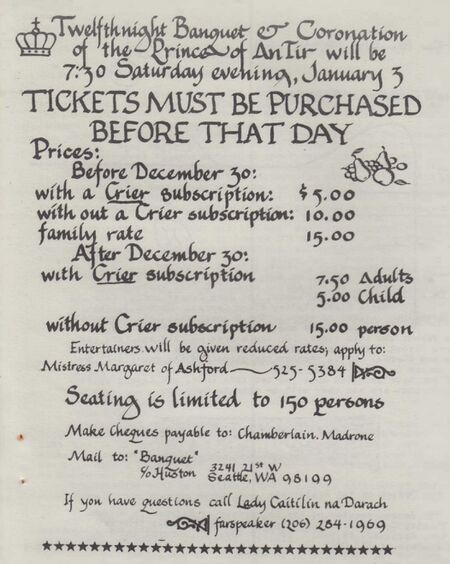 Twelfthnight Banquet & Coronation
of the Prince of AnTir will be
7:30 Saturday evening, January 3
TICKETS MUST BE PURCHASED
BEFORE THAT DAY
Prices:
Before December 30:
with a Crier subscription: $5.00
with out a Crier subscription: 10.00
family rate 15.00
After December 30:
with Crier subscription 7.50 Adults
5.00 Child
without Crier subscription 15.00 person
Entertainers will be given reduced rates; apply to:
Mistress Margaret of Ashford 525-5384
Seating is limited to 150 persons
Make Cheques payable to: Chamberlain. Madrone
Mail to: "Banquet"
c/o Huston 3241 21st W
Seattle, WA 98199
If you have questions call Lady Caitilin na Darach
farspeaker (206) 284-1969